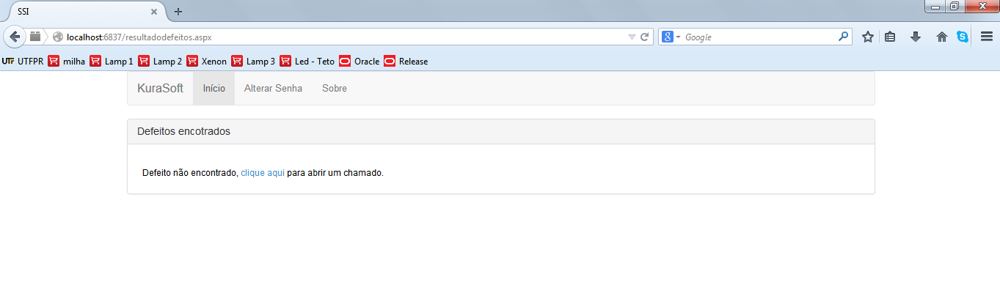 SSI
localhost:6837/resultadodefeitos.aspx
Google
UTFPR milha Lamp 1 Lamp 2 Xenon Lamp 3 Led - Teto Oracle Release
KuraSoft Início Alterar Senha Sobre
Defeitos encotrados
Defeito não encontrado, clique aqui para abrir um chamado.